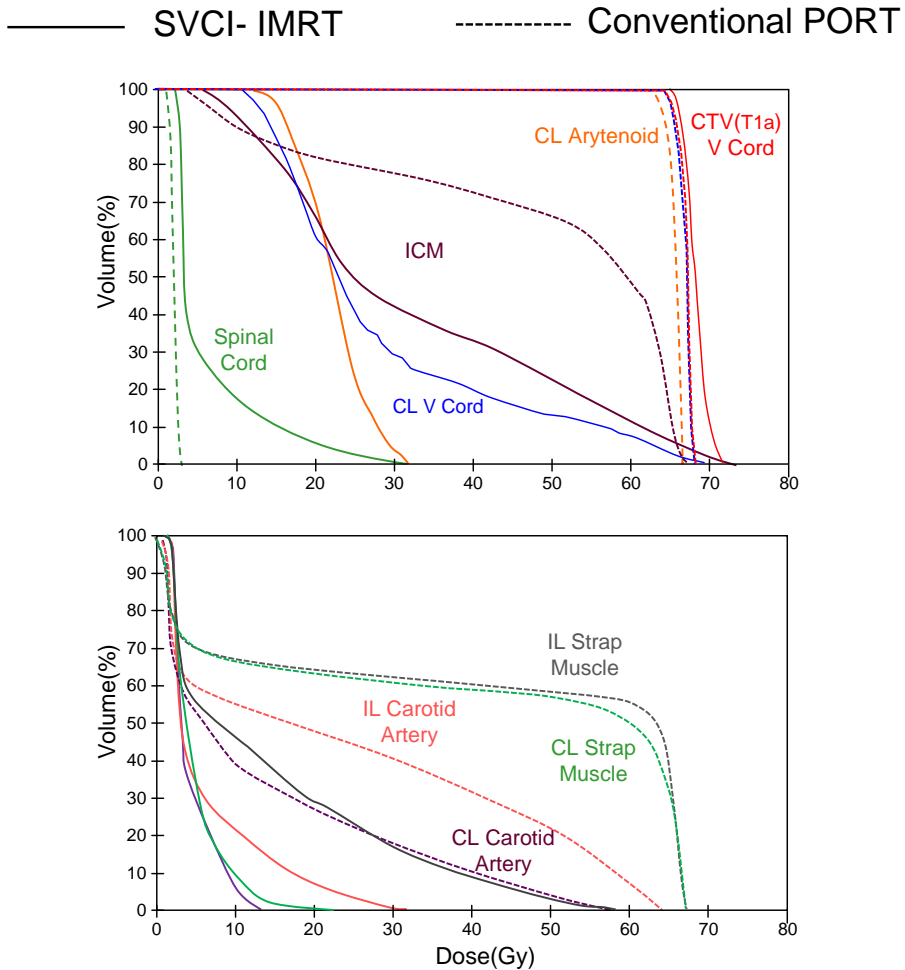 SVCI- IMRT
Conventional PORT
100
90
80
70
60
50
40
30
20
10
0
Volume(%)
CL Arytenoid
CTV(T1a)
V Cord
ICM
Spinal
Cord
CL V Cord
0 10 20 30 40 50 60 70 80
100
90
80
70
60
50
40
30
20
10
0
Volume(%)
IL Strap
Muscle
IL Carotid
Artery
CL Strap
Muscle
CL Carotid
Artery
0 10 20 30 40 50 60 70 80
Dose(Gy)